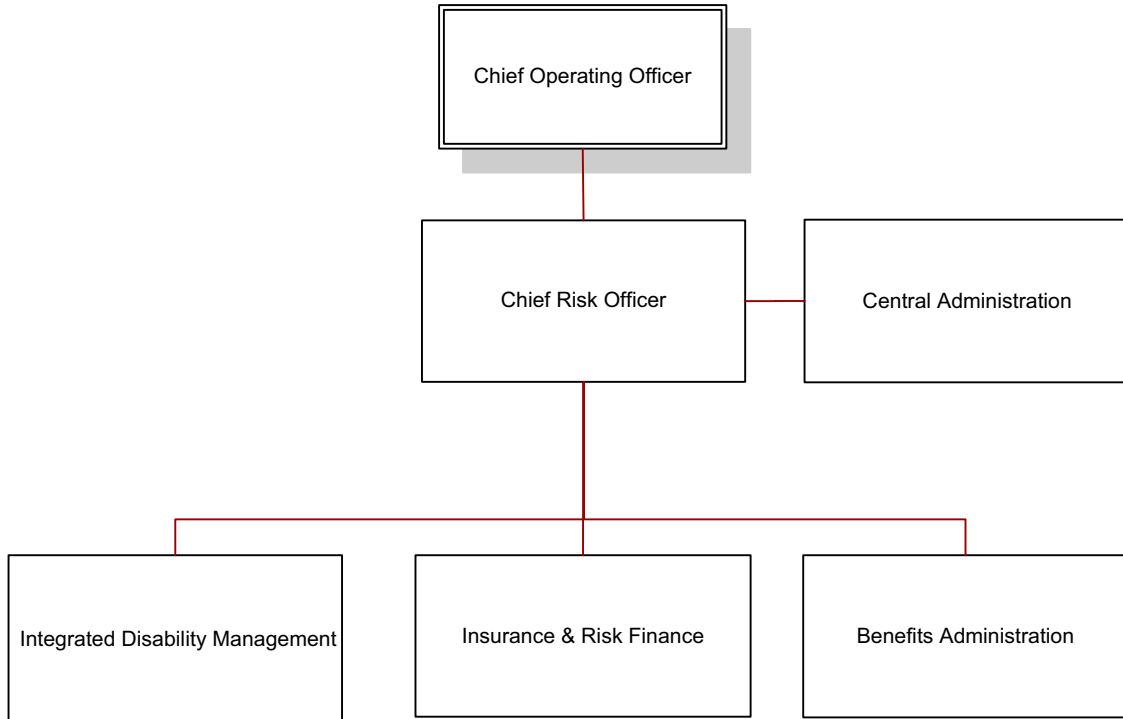 Chief Operating Officer
Chief Risk Officer
Central Administration
Integrated Disability Management
Insurance & Risk Finance
Benefits Administration